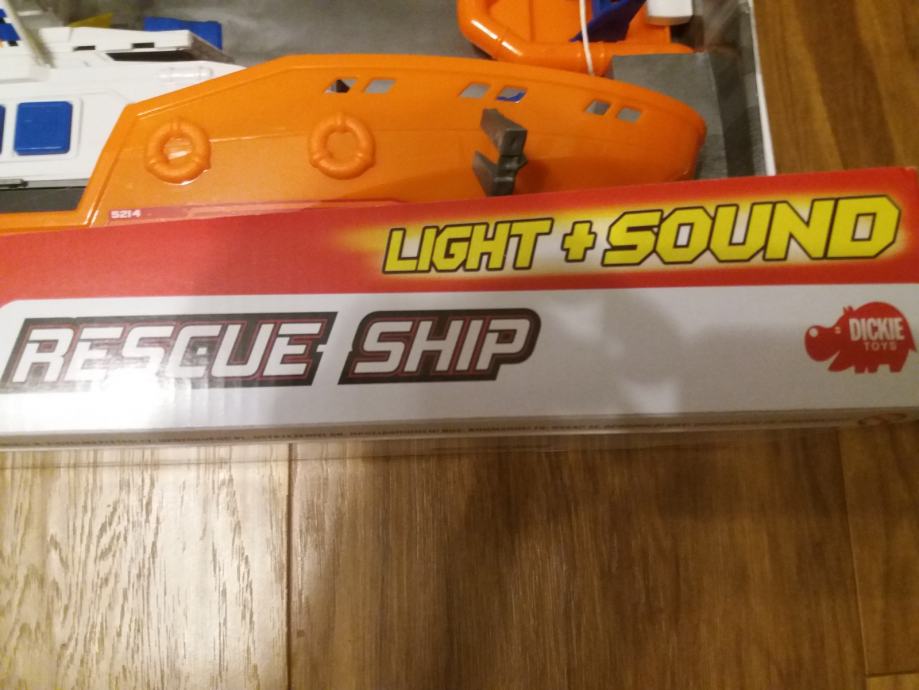 5214
LIGHT + SOUND
RESCUE SHIP
DICKIE
TOYS